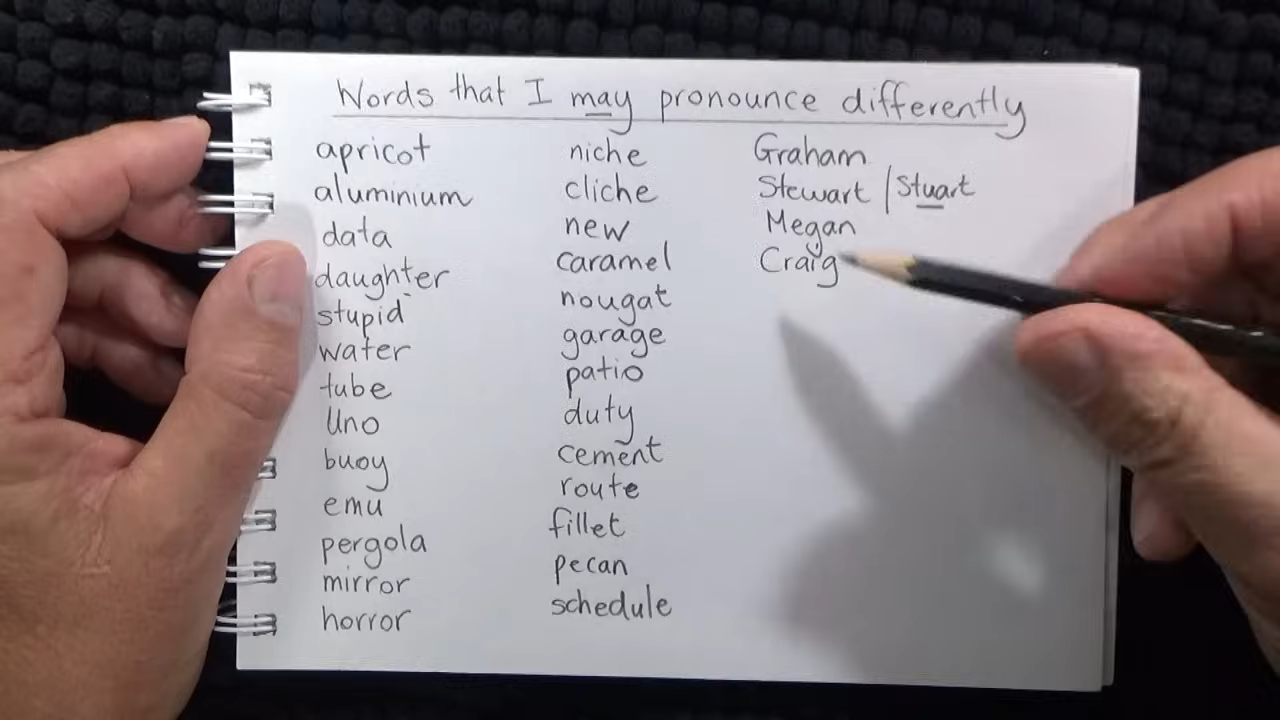 Words that I may pronounce differently
apricot
aluminium
data
daughter
stupid
water
tube
Uno
buoy
emu
pergola
mirror
horror
niche
cliche
new
caramel
nougat
garage
patio
duty
cement
route
fillet
pecan
schedule
Graham
Stewart / Stuart
Megan
Craig